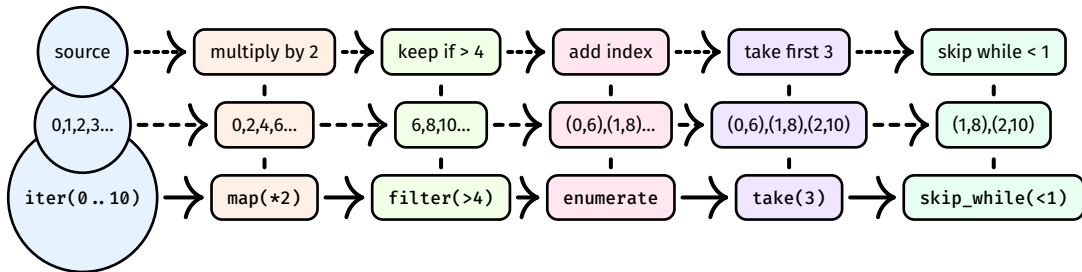 source
multiply by 2
keep if > 4
add index
take first 3
skip while < 1
0,1,2,3...
0,2,4,6...
6,8,10...
(0,6),(1,8)...
(0,6),(1,8),(2,10)
(1,8),(2,10)
iter(0..10)
map(*2)
filter(>4)
enumerate
take(3)
skip_while(<1)